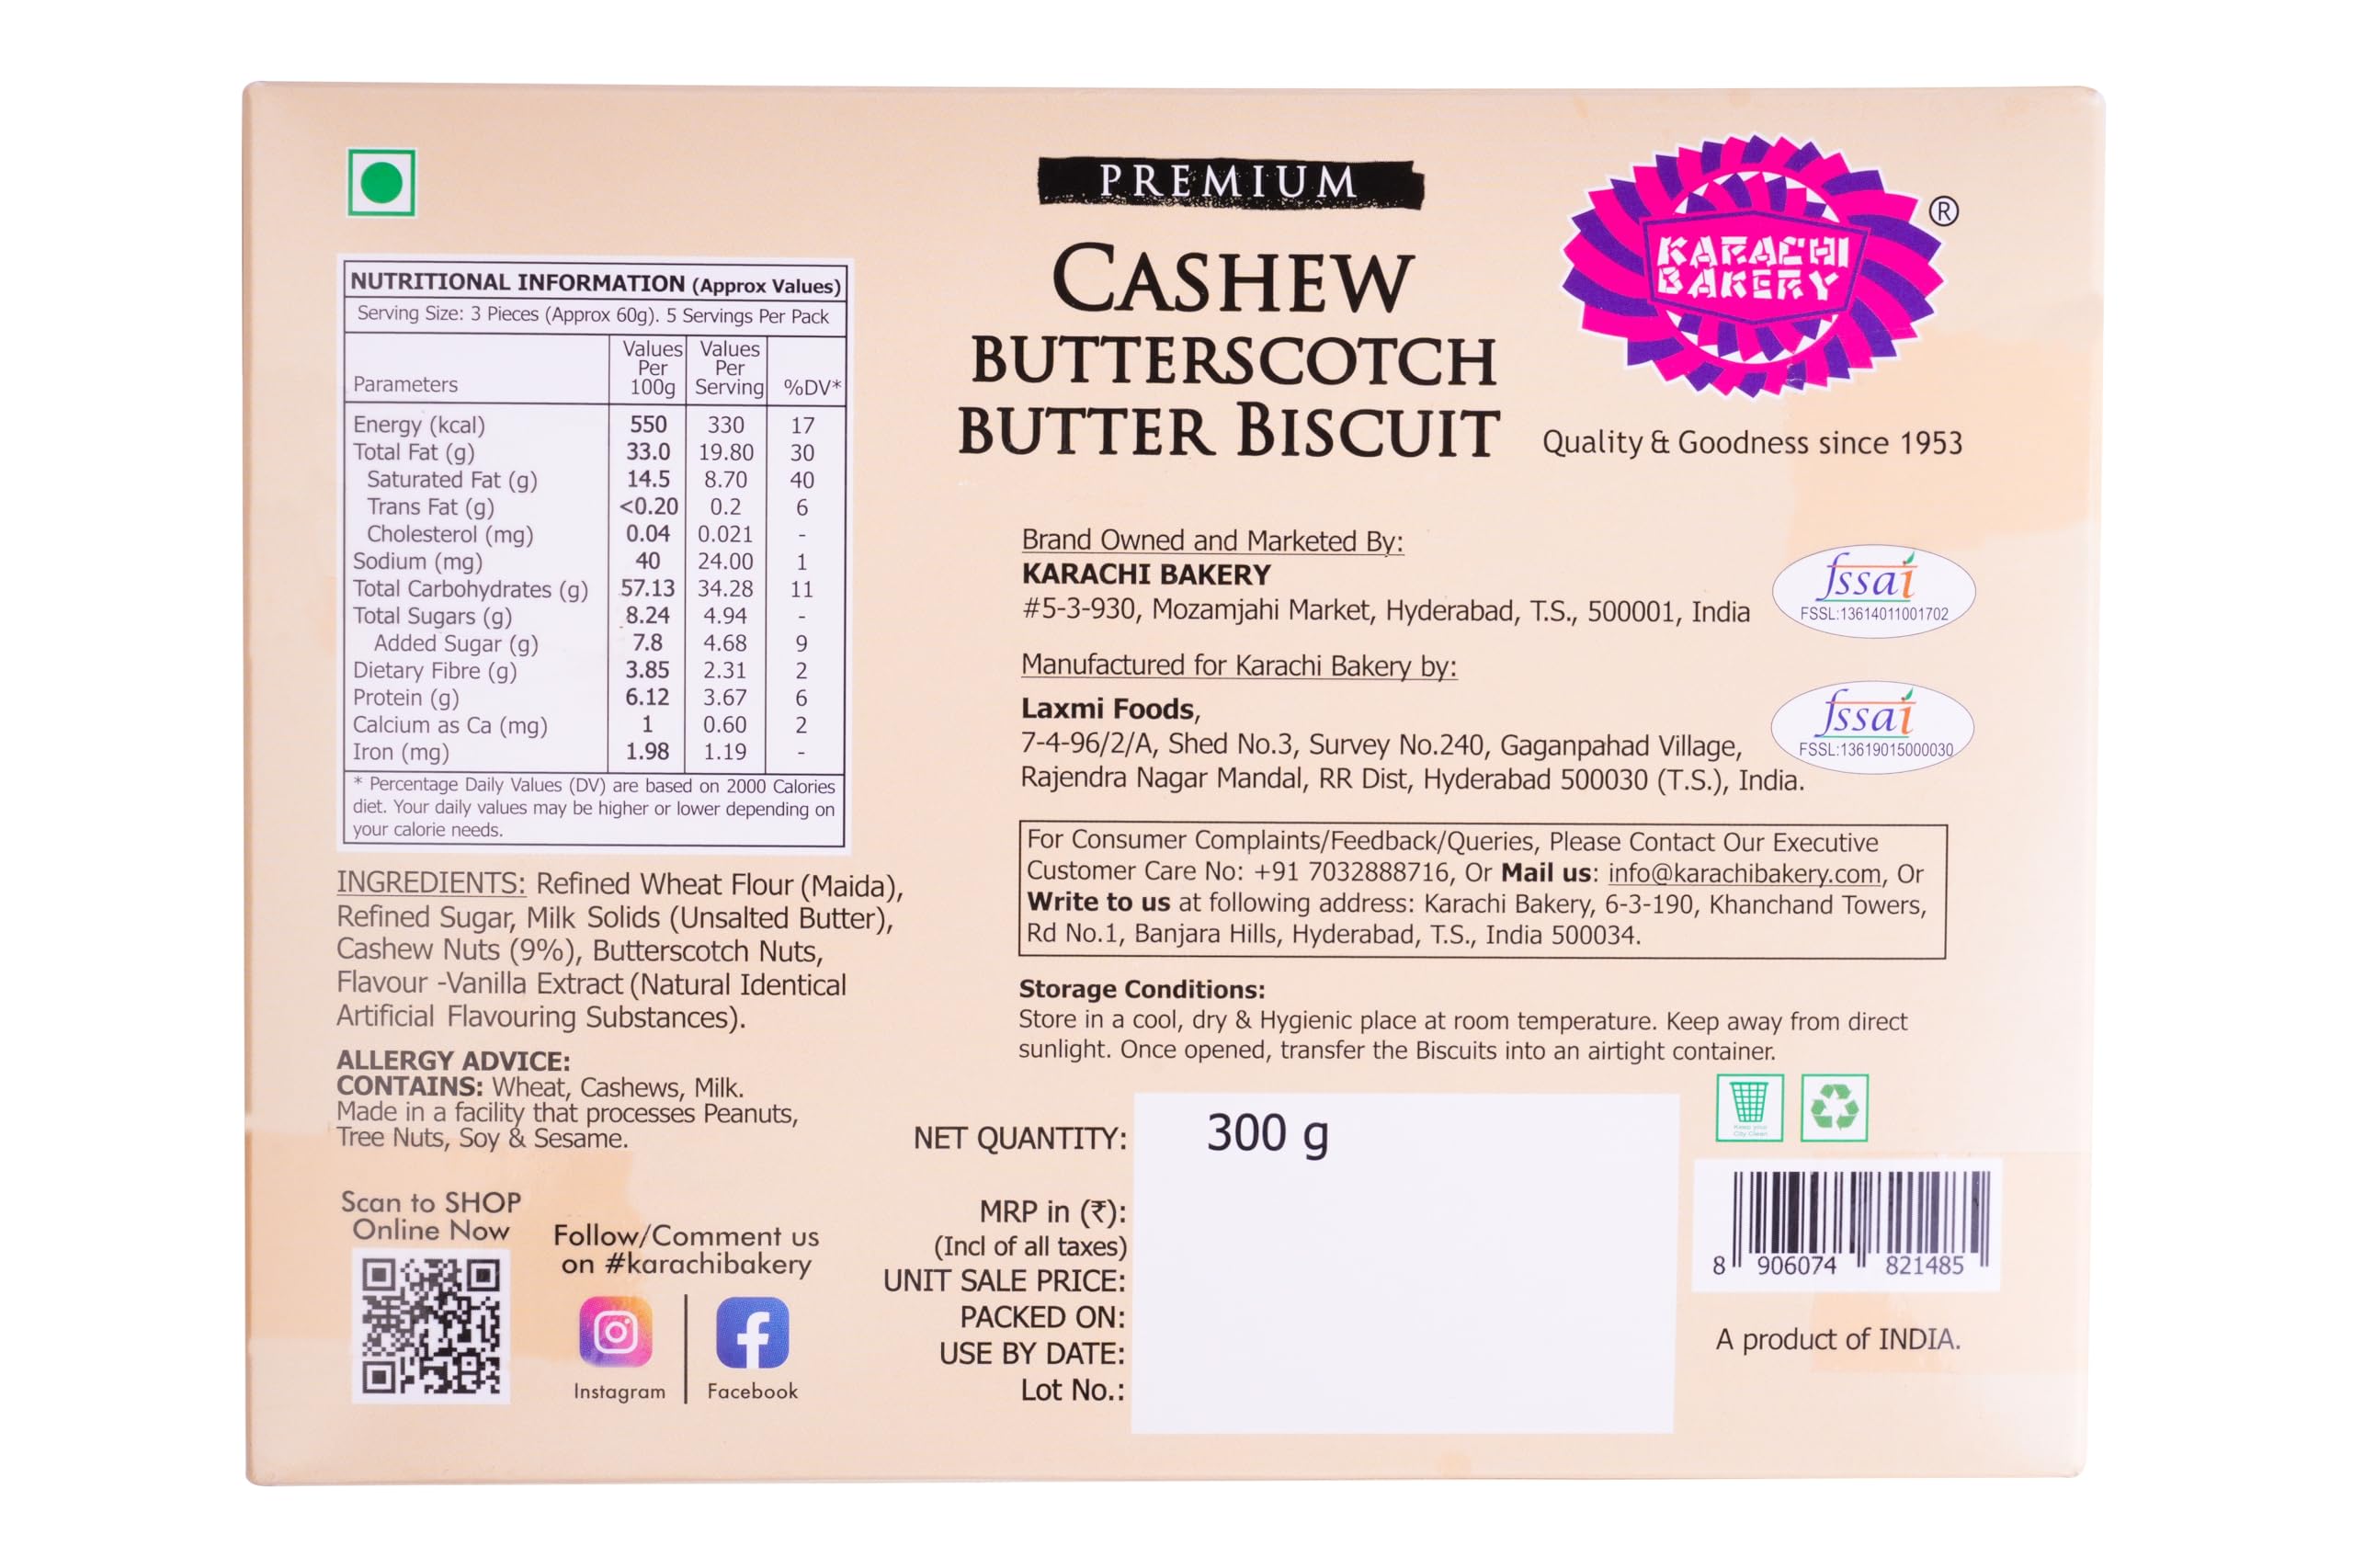 PREMIUM
CASHEW
BUTTERSCOTCH
BUTTER BISCUIT
KARACHI
BAKERY
®
Quality & Goodness since 1953
NUTRITIONAL INFORMATION (Approx Values)
Serving Size: 3 Pieces (Approx 60g). 5 Servings Per Pack
Parameters Values Per 100g Values Per Serving %DV*
Energy (kcal) 550 330 17
Total Fat (g) 33.0 19.80 30
Saturated Fat (g) 14.5 8.70 40
Trans Fat (g) <0.20 0.2 6
Cholesterol (mg) 0.04 0.021 -
Sodium (mg) 40 24.00 1
Total Carbohydrates (g) 57.13 34.28 11
Total Sugars (g) 8.24 4.94 -
Added Sugar (g) 7.8 4.68 9
Dietary Fibre (g) 3.85 2.31 2
Protein (g) 6.12 3.67 6
Calcium as Ca (mg) 1 0.60 2
Iron (mg) 1.98 1.19 -
* Percentage Daily Values (DV) are based on 2000 Calories
diet. Your daily values may be higher or lower depending on
your calorie needs.
INGREDIENTS: Refined Wheat Flour (Maida),
Refined Sugar, Milk Solids (Unsalted Butter),
Cashew Nuts (9%), Butterscotch Nuts,
Flavour -Vanilla Extract (Natural Identical
Artificial Flavouring Substances).
ALLERGY ADVICE:
CONTAINS: Wheat, Cashews, Milk.
Made in a facility that processes Peanuts,
Tree Nuts, Soy & Sesame.
Scan to SHOP
Online Now
Follow/Comment us
on #karachibakery
Instagram
Facebook
Brand Owned and Marketed By:
KARACHI BAKERY
#5-3-930, Mozamjahi Market, Hyderabad, T.S., 500001, India
fssai
FSSL:13614011001702
Manufactured for Karachi Bakery by:
Laxmi Foods,
7-4-96/2/A, Shed No.3, Survey No.240, Gaganpahad Village,
Rajendra Nagar Mandal, RR Dist, Hyderabad 500030 (T.S.), India.
fssai
FSSL:13619015000030
For Consumer Complaints/Feedback/Queries, Please Contact Our Executive
Customer Care No: +91 7032888716, Or Mail us: info@karachibakery.com, Or
Write to us at following address: Karachi Bakery, 6-3-190, Khanchand Towers,
Rd No.1, Banjara Hills, Hyderabad, T.S., India 500034.
Storage Conditions:
Store in a cool, dry & Hygienic place at room temperature. Keep away from direct
sunlight. Once opened, transfer the Biscuits into an airtight container.
Keep your
City Clean
NET QUANTITY: 300 g
MRP in (₹):
(Incl of all taxes)
UNIT SALE PRICE:
PACKED ON:
USE BY DATE:
Lot No.:
8 906074 821485
A product of INDIA.